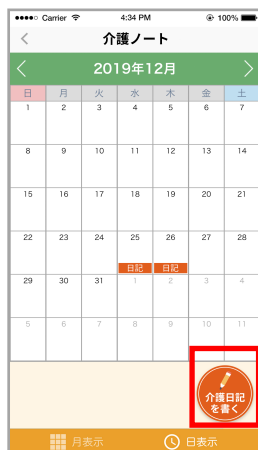 Carrier 4:34 PM 100%
介護ノート
2019年12月
日 月 火 水 木 金 土
1 2 3 4 5 6 7
8 9 10 11 12 13 14
15 16 17 18 19 20 21
22 23 24 25 26 27 28
日記 日記
29 30 31 1 2 3 4
5 6 7 8 9 10 11
介護日記
を書く
月表示 日表示